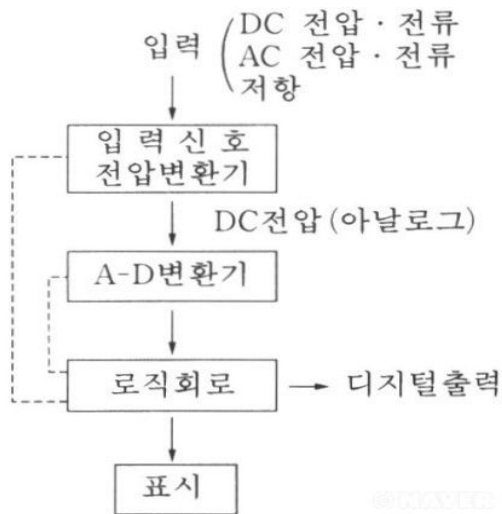 입력
DC 전압 · 전류
AC 전압 · 전류
저항
입 력 신 호
전압변환기
DC전압 (아날로그)
A-D변환기
로직회로
디지털출력
표시
© NAVER